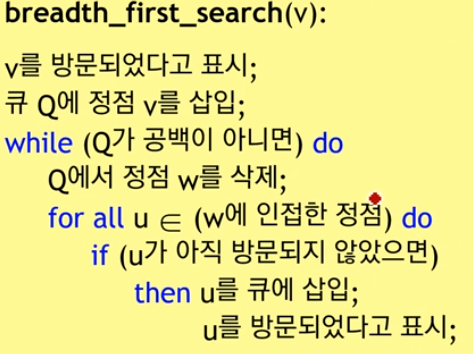 breadth_first_search(v):
v를 방문되었다고 표시;
큐 Q에 정점 v를 삽입;
while (Q가 공백이 아니면) do
Q에서 정점 w를 삭제;
for all u ∈ (w에 인접한 정점) do
if (u가 아직 방문되지 않았으면)
then u를 큐에 삽입;
u를 방문되었다고 표시;